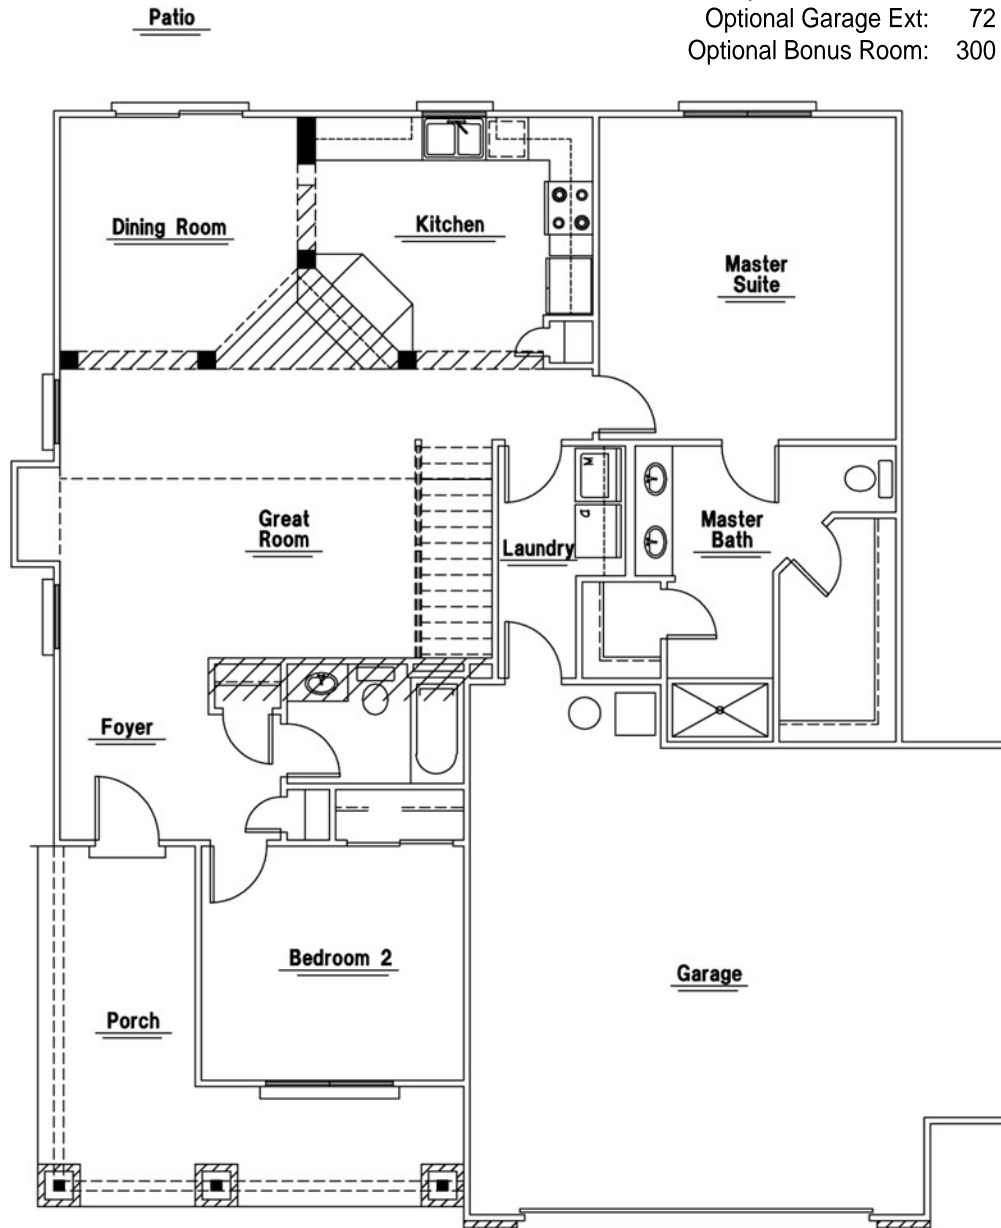 Patio
Optional Garage Ext: 72
Optional Bonus Room: 300
Dining Room
Kitchen
Master
Suite
Great
Room
M
D
Laundry
Master
Bath
Foyer
Bedroom 2
Garage
Porch